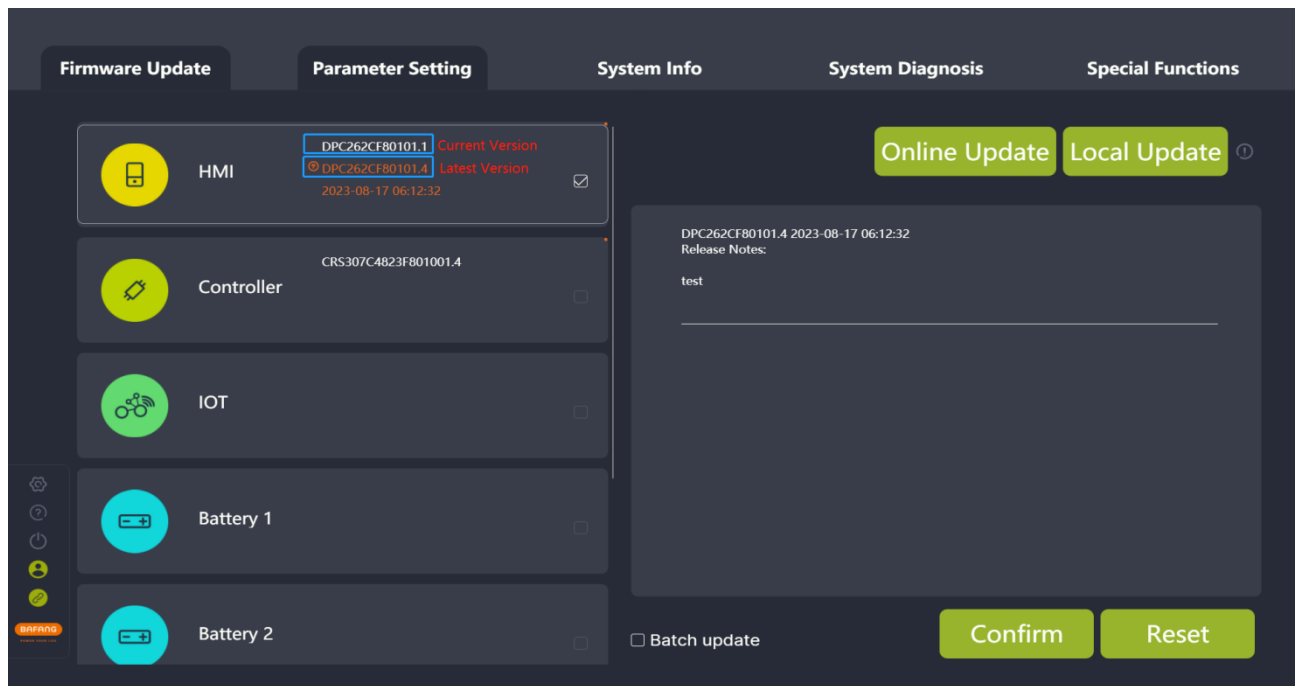 Firmware Update Parameter Setting System Info System Diagnosis Special Functions
HMI
DPC262CF80101.1 Current Version
DPC262CF80101.4 Latest Version
2023-08-17 06:12:32
Controller
CRS307C4823F801001.4
IOT
Battery 1
Battery 2
BAFANG
Online Update Local Update
DPC262CF80101.4 2023-08-17 06:12:32
Release Notes:
test
Batch update
Confirm Reset